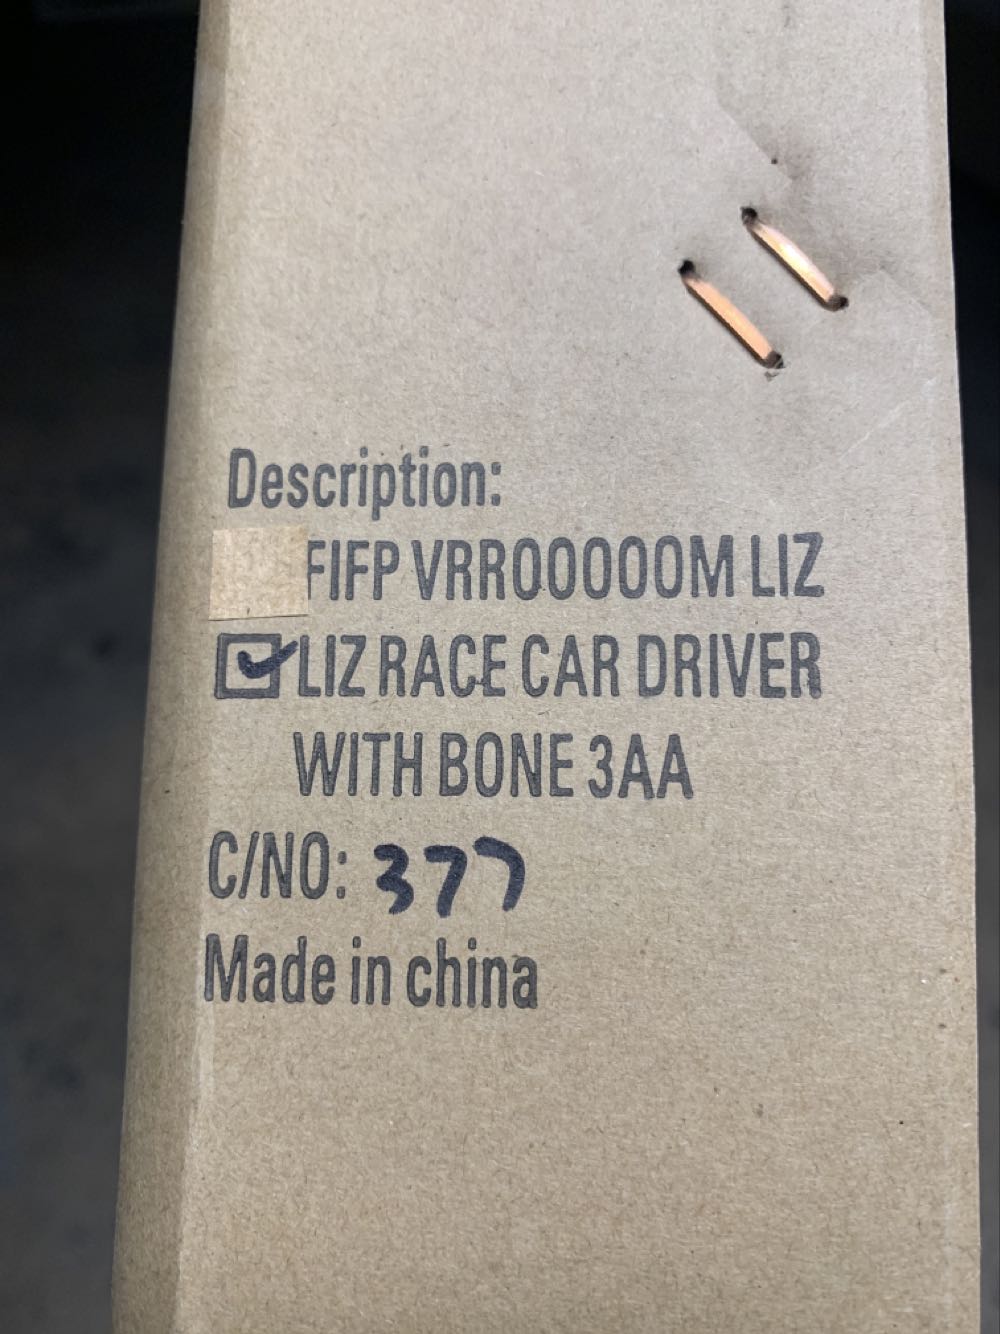 Description:
FIFP VRROOOOOM LIZ
LIZ RACE CAR DRIVER
WITH BONE 3AA
C/NO: 377
Made in china